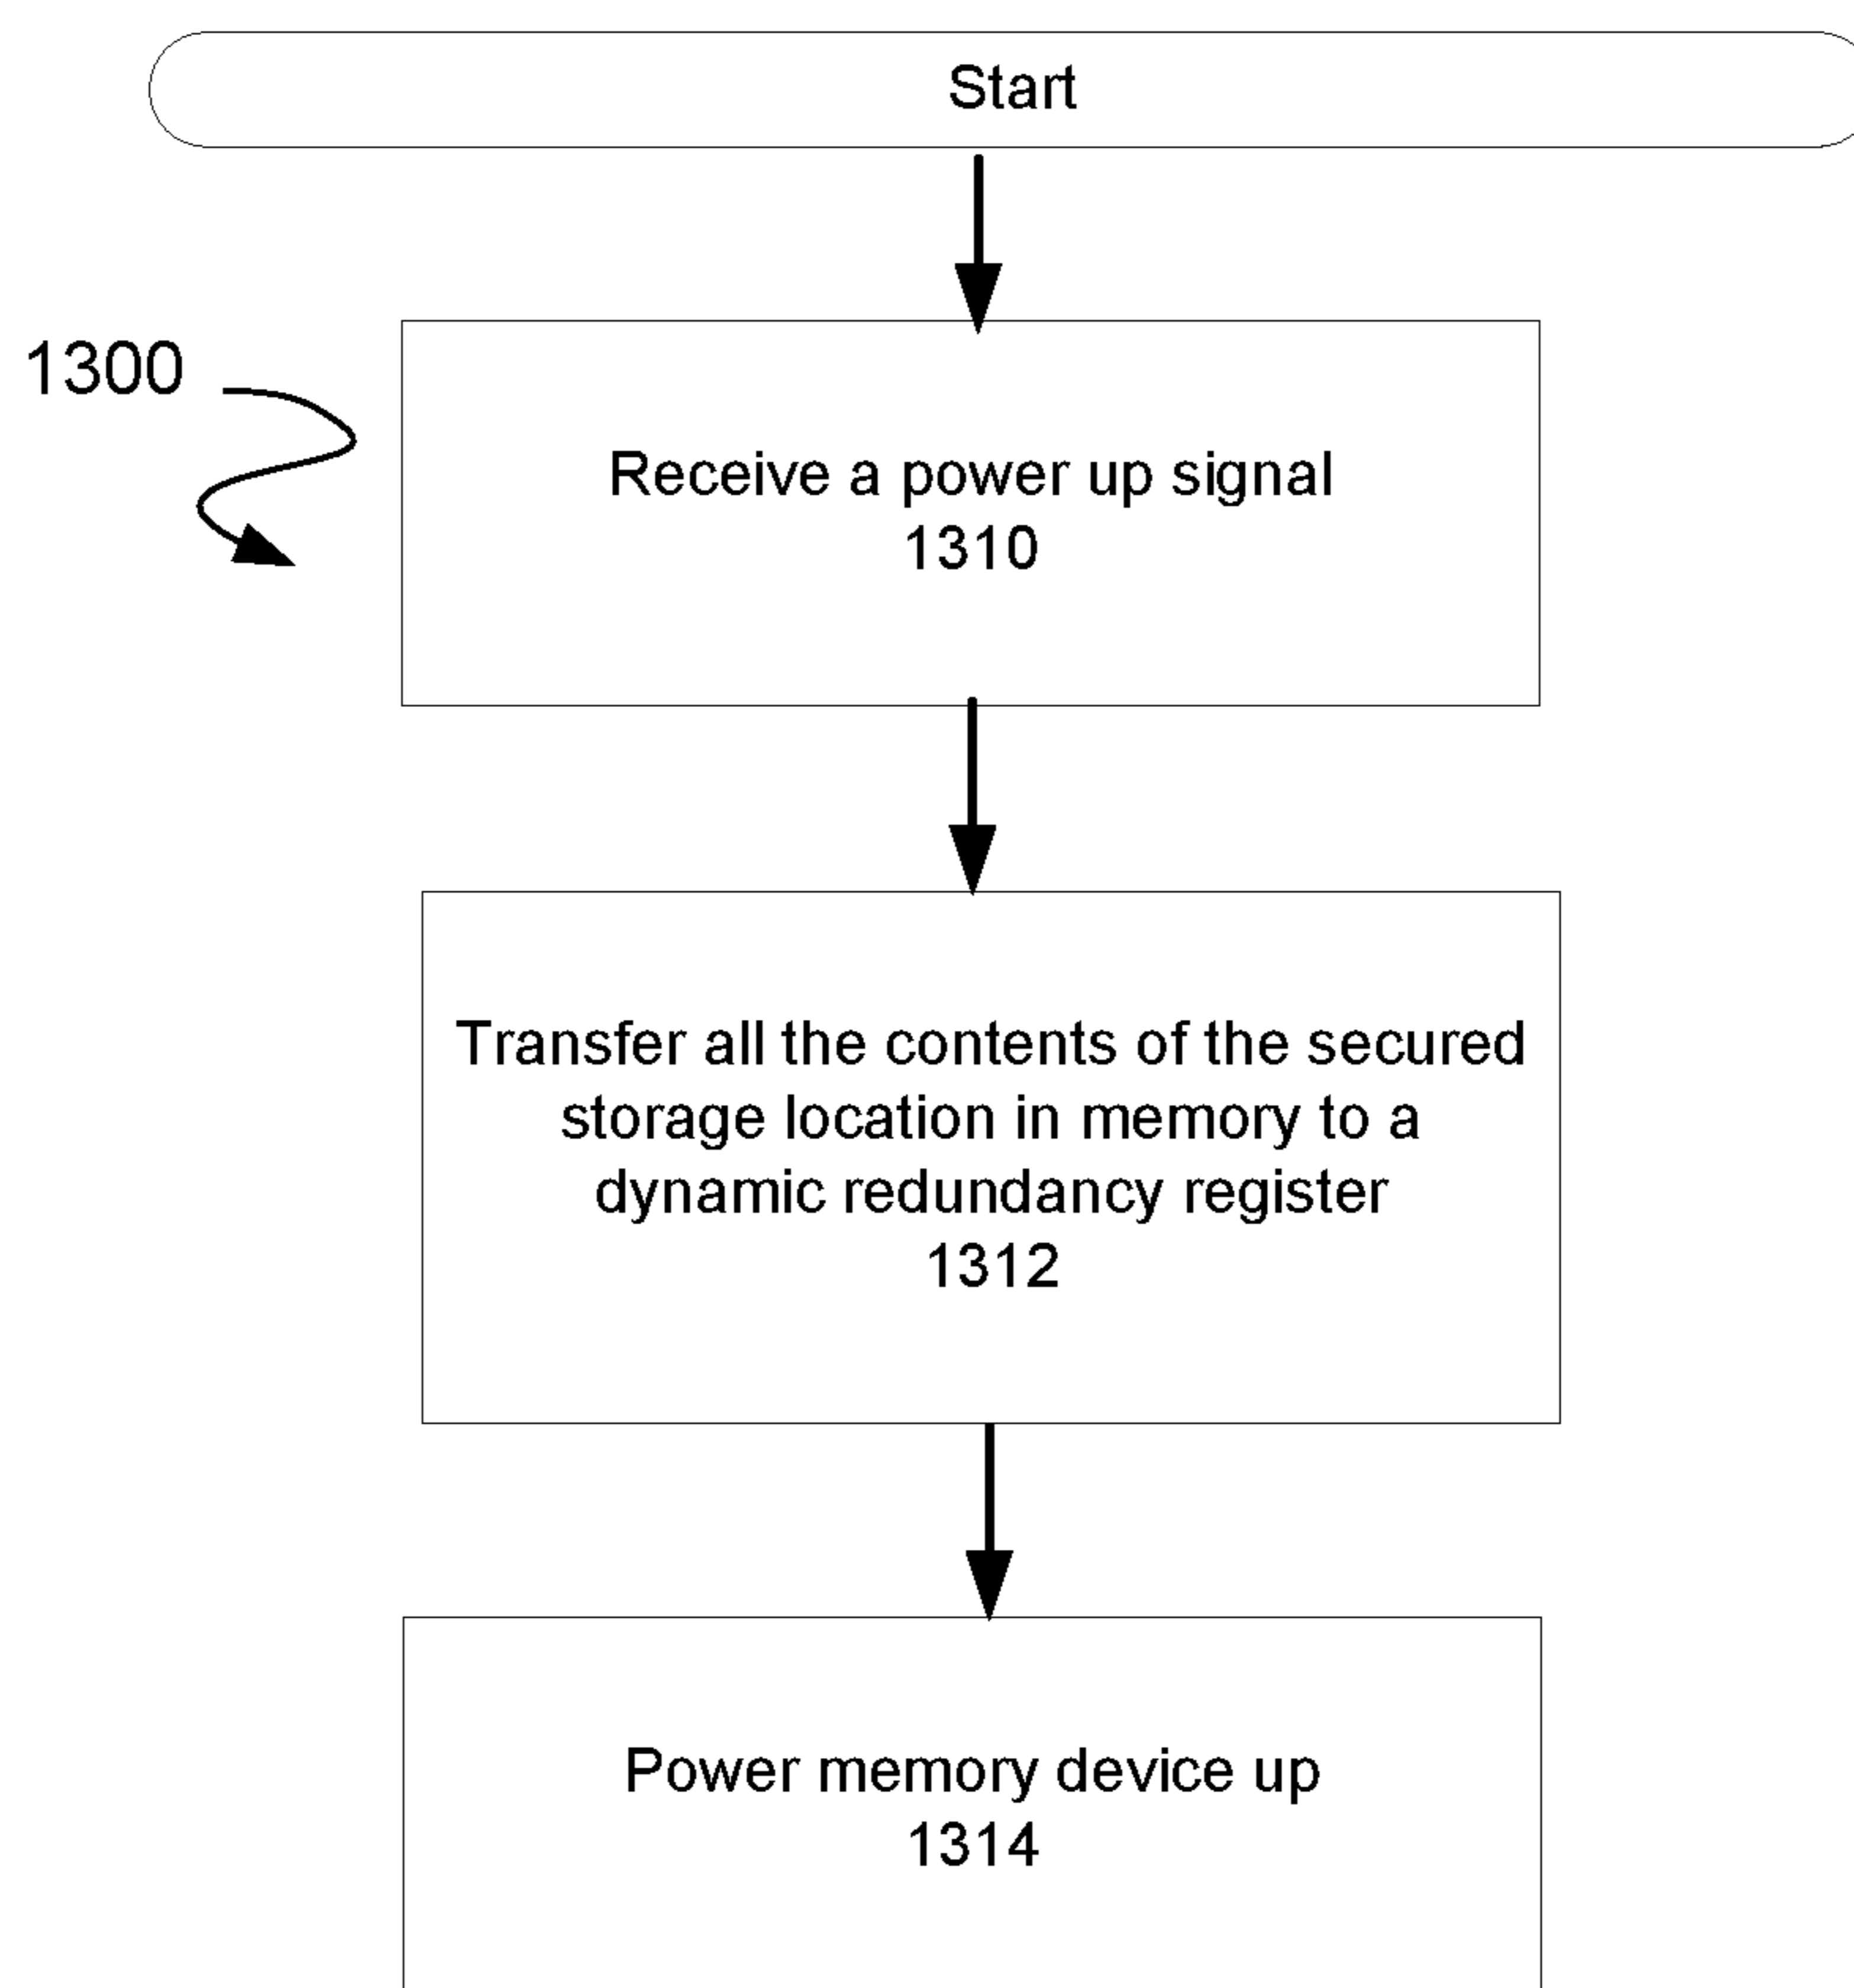 Start
1300
Receive a power up signal
1310
Transfer all the contents of the secured
storage location in memory to a
dynamic redundancy register
1312
Power memory device up
1314